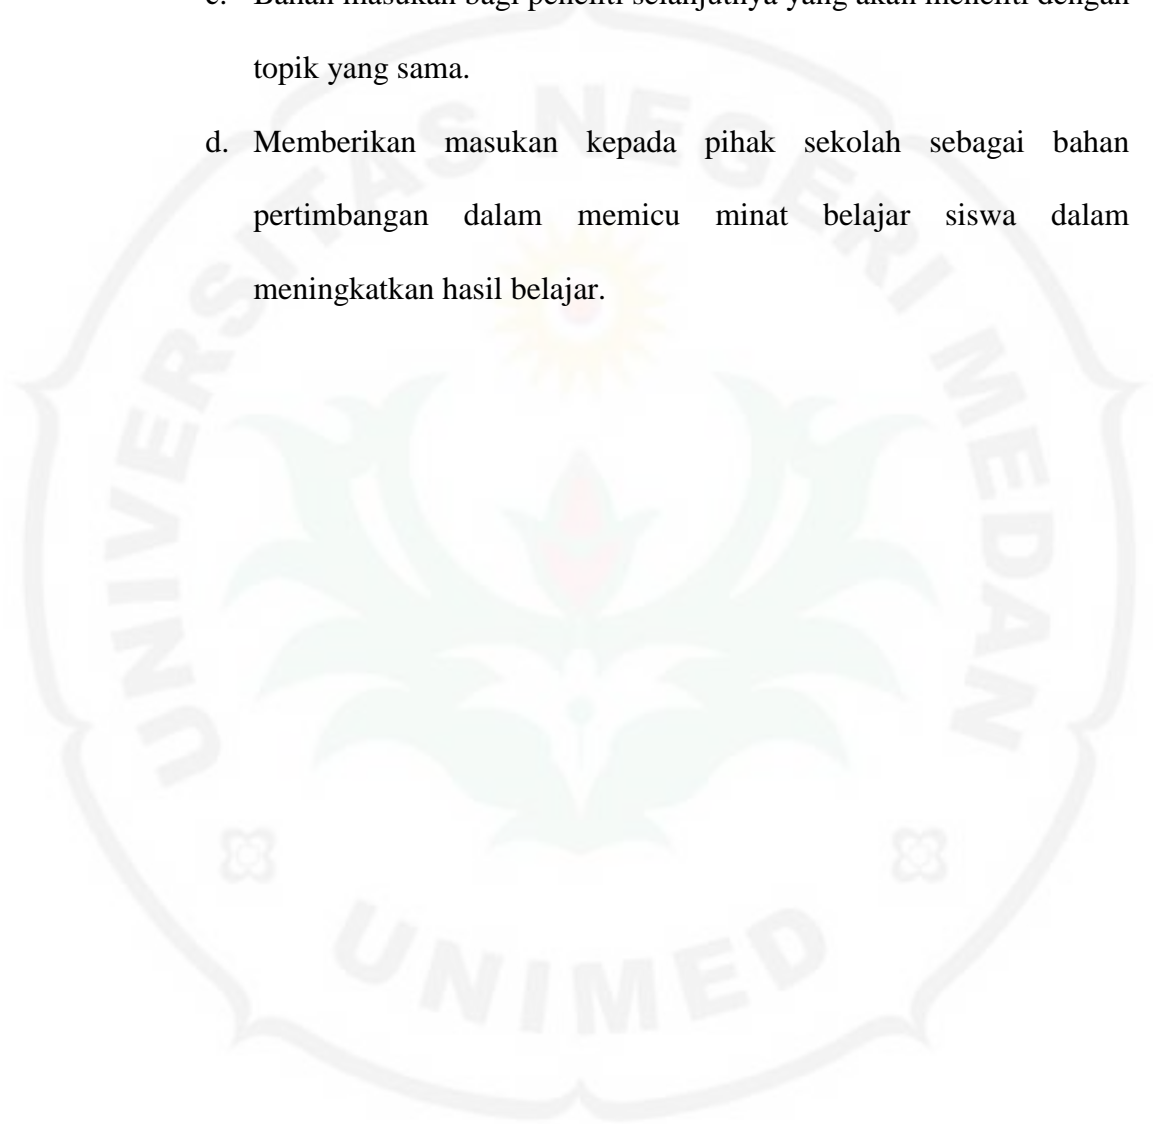 c. Bahan masukan bagi peneliti selanjutnya yang akan meneliti dengan
topik yang sama.
d. Memberikan masukan kepada pihak sekolah sebagai bahan
pertimbangan dalam memicu minat belajar siswa dalam
meningkatkan hasil belajar.
UNIVERSITAS NEGERI MEDAN
UNIMED